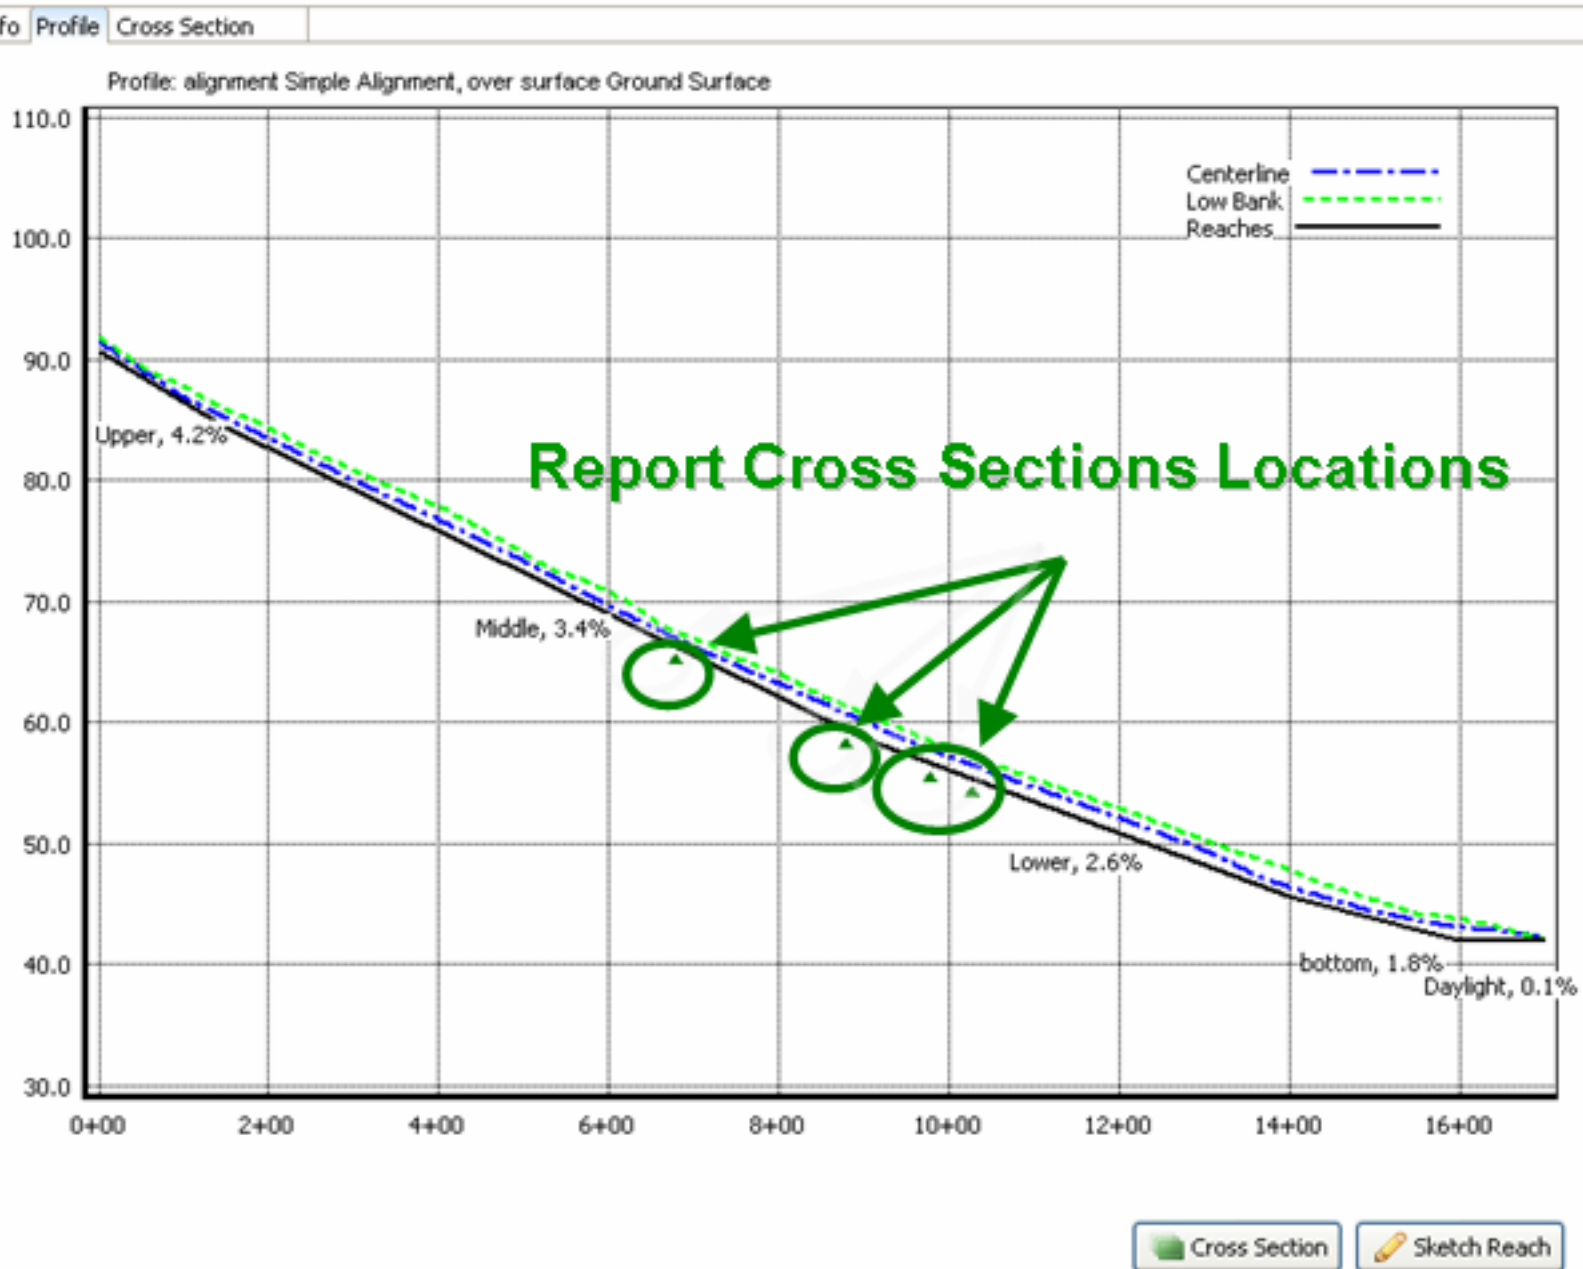 fo Profile Cross Section
Profile: alignment Simple Alignment, over surface Ground Surface
110.0
Centerline
Low Bank
Reaches
100.0
90.0
Upper, 4.2%
Report Cross Sections Locations
80.0
70.0
Middle, 3.4%
60.0
50.0
Lower, 2.6%
40.0
bottom, 1.8%
Daylight, 0.1%
30.0
0+00 2+00 4+00 6+00 8+00 10+00 12+00 14+00 16+00
Cross Section Sketch Reach